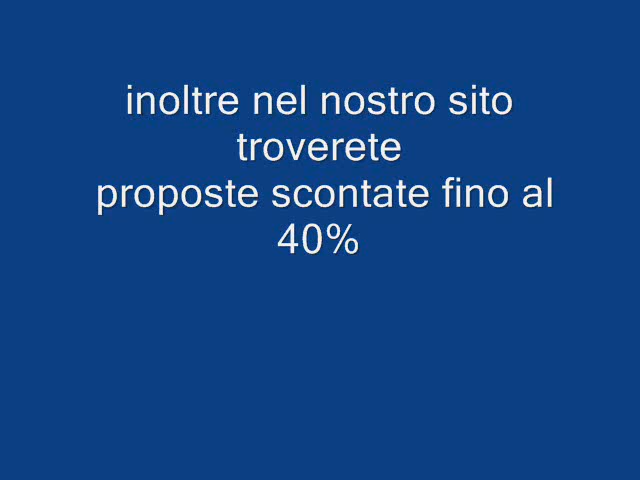 inoltre nel nostro sito
troverete
proposte scontate fino al
40%